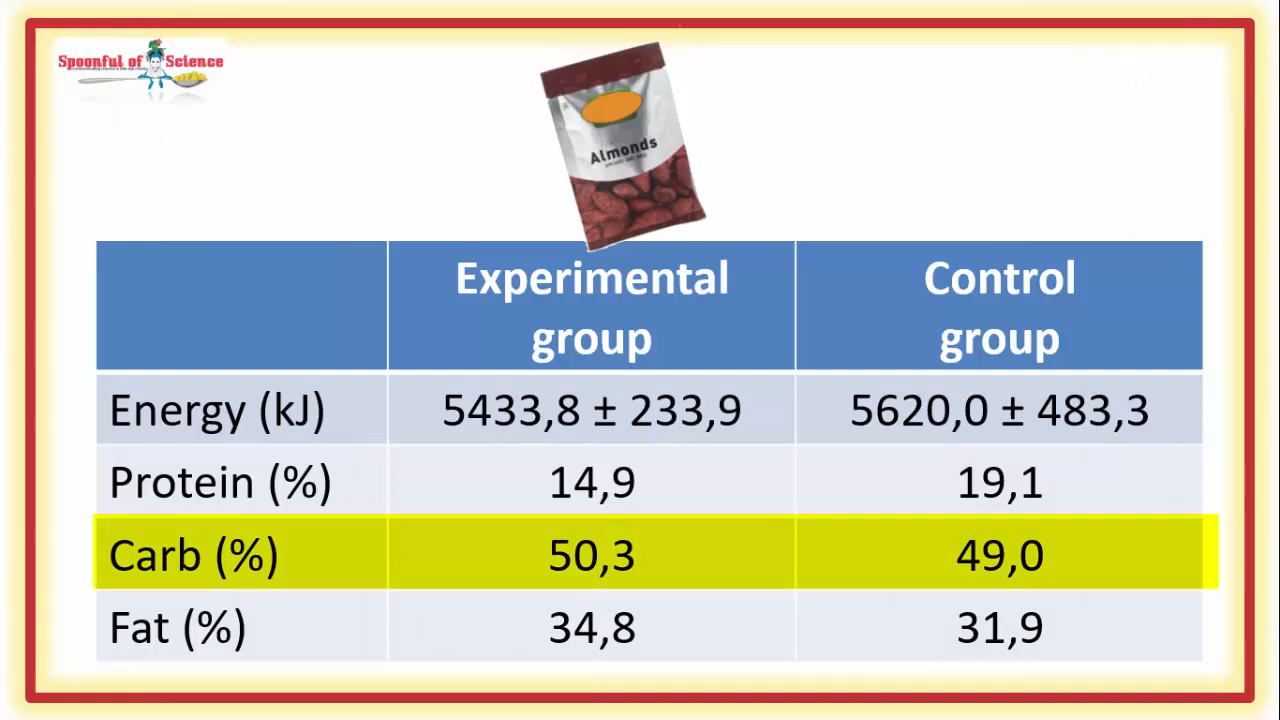 Spoonful of Science
Almonds
Experimental group
Control group
Energy (kJ)
5433,8 ± 233,9
5620,0 ± 483,3
Protein (%)
14,9
19,1
Carb (%)
50,3
49,0
Fat (%)
34,8
31,9